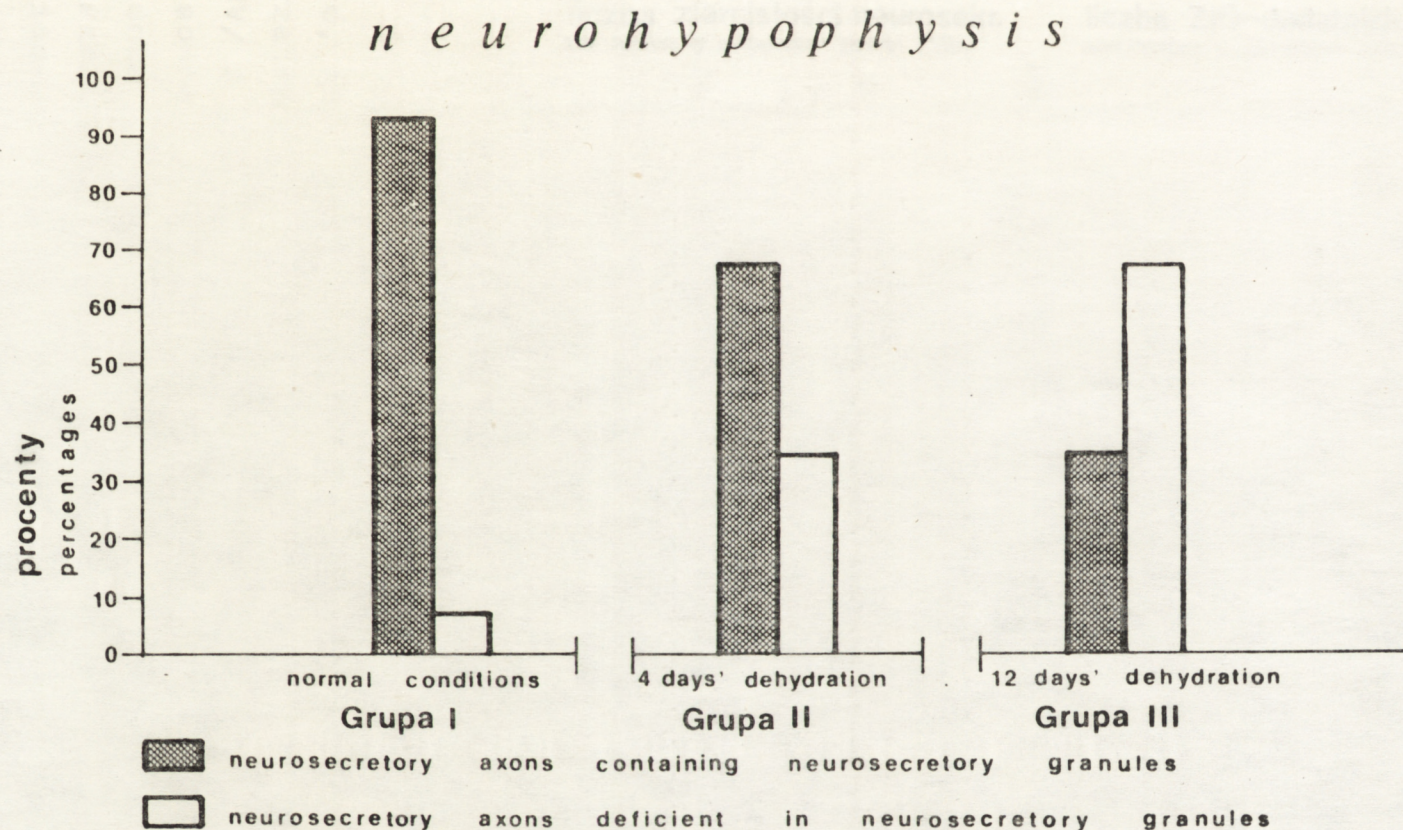 neurohypophysis
100
90
80
70
60
50
40
30
20
10
0
procenty
percentages
normal conditions
4 days' dehydration
12 days' dehydration
Grupa I
Grupa II
Grupa III
neurosecretory axons containing neurosecretory granules
neurosecretory axons deficient in neurosecretory granules